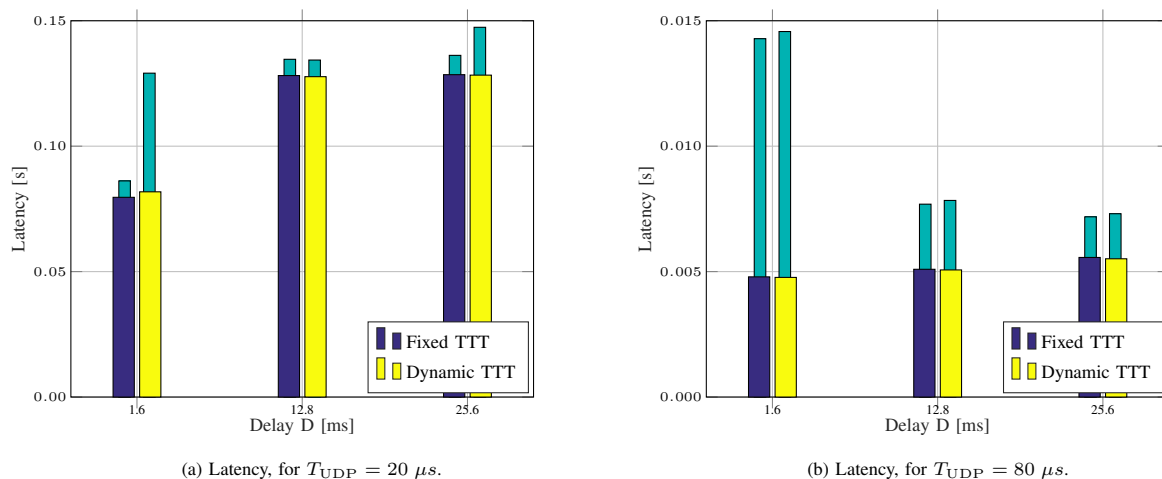 0.15
0.10
0.05
0.00
Latency [s]
1.6
12.8
25.6
Delay D [ms]
Fixed TTT
Dynamic TTT
(a) Latency, for T_UDP = 20 μs.
0.015
0.010
0.005
0.000
Latency [s]
1.6
12.8
25.6
Delay D [ms]
Fixed TTT
Dynamic TTT
(b) Latency, for T_UDP = 80 μs.